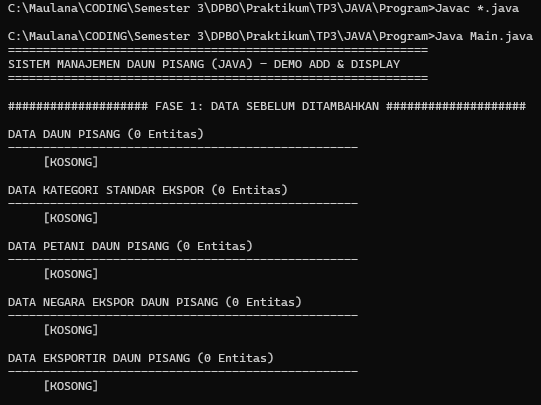 C:\Maulana\CODING\Semester 3\DPBO\Praktikum\TP3\JAVA\Program>Javac *.java
C:\Maulana\CODING\Semester 3\DPBO\Praktikum\TP3\JAVA\Program>Java Main.java
============================================================
SISTEM MANAJEMEN DAUN PISANG (JAVA) - DEMO ADD & DISPLAY
============================================================
#################### FASE 1: DATA SEBELUM DITAMBAHKAN ####################
DATA DAUN PISANG (0 Entitas)
--------------------------------------------------
[KOSONG]
DATA KATEGORI STANDAR EKSPOR (0 Entitas)
--------------------------------------------------
[KOSONG]
DATA PETANI DAUN PISANG (0 Entitas)
--------------------------------------------------
[KOSONG]
DATA NEGARA EKSPOR DAUN PISANG (0 Entitas)
--------------------------------------------------
[KOSONG]
DATA EKSPORTIR DAUN PISANG (0 Entitas)
--------------------------------------------------
[KOSONG]